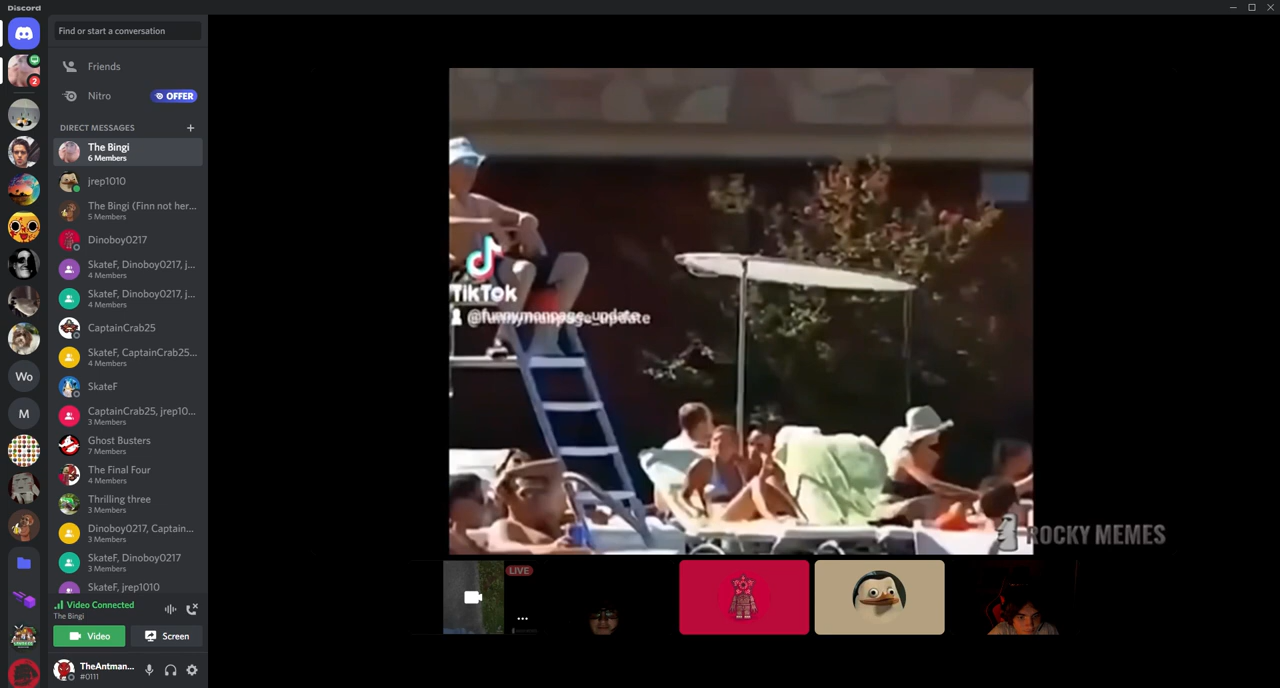 Discord
Find or start a conversation
Friends
Nitro
OFFER
DIRECT MESSAGES
The Bingi
6 Members
jrep1010
The Bingi (Finn not her...
5 Members
Dinoboy0217
SkateF, Dinoboy0217, j...
4 Members
SkateF, Dinoboy0217, j...
4 Members
CaptainCrab25
SkateF, CaptainCrab25...
4 Members
SkateF
CaptainCrab25, jrep10...
3 Members
Ghost Busters
7 Members
The Final Four
4 Members
Thrilling three
3 Members
Dinoboy0217, Captain...
3 Members
SkateF, Dinoboy0217
3 Members
SkateF, jrep1010
Video Connected
The Bingi
Video
Screen
TheAntman...
#0111
2
Wo
M
TikTok
@funnymanpage_update
ROCKY MEMES
LIVE